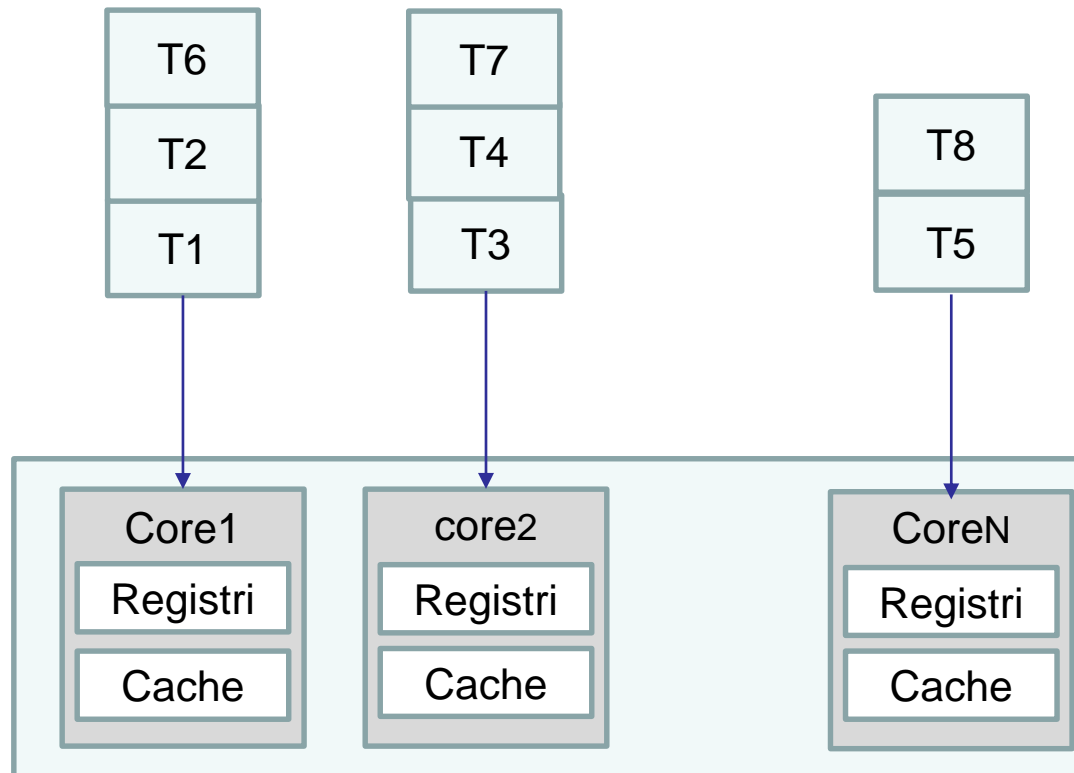 T6
T2
T1
T7
T4
T3
T8
T5
Core1
Registri
Cache
core2
Registri
Cache
CoreN
Registri
Cache